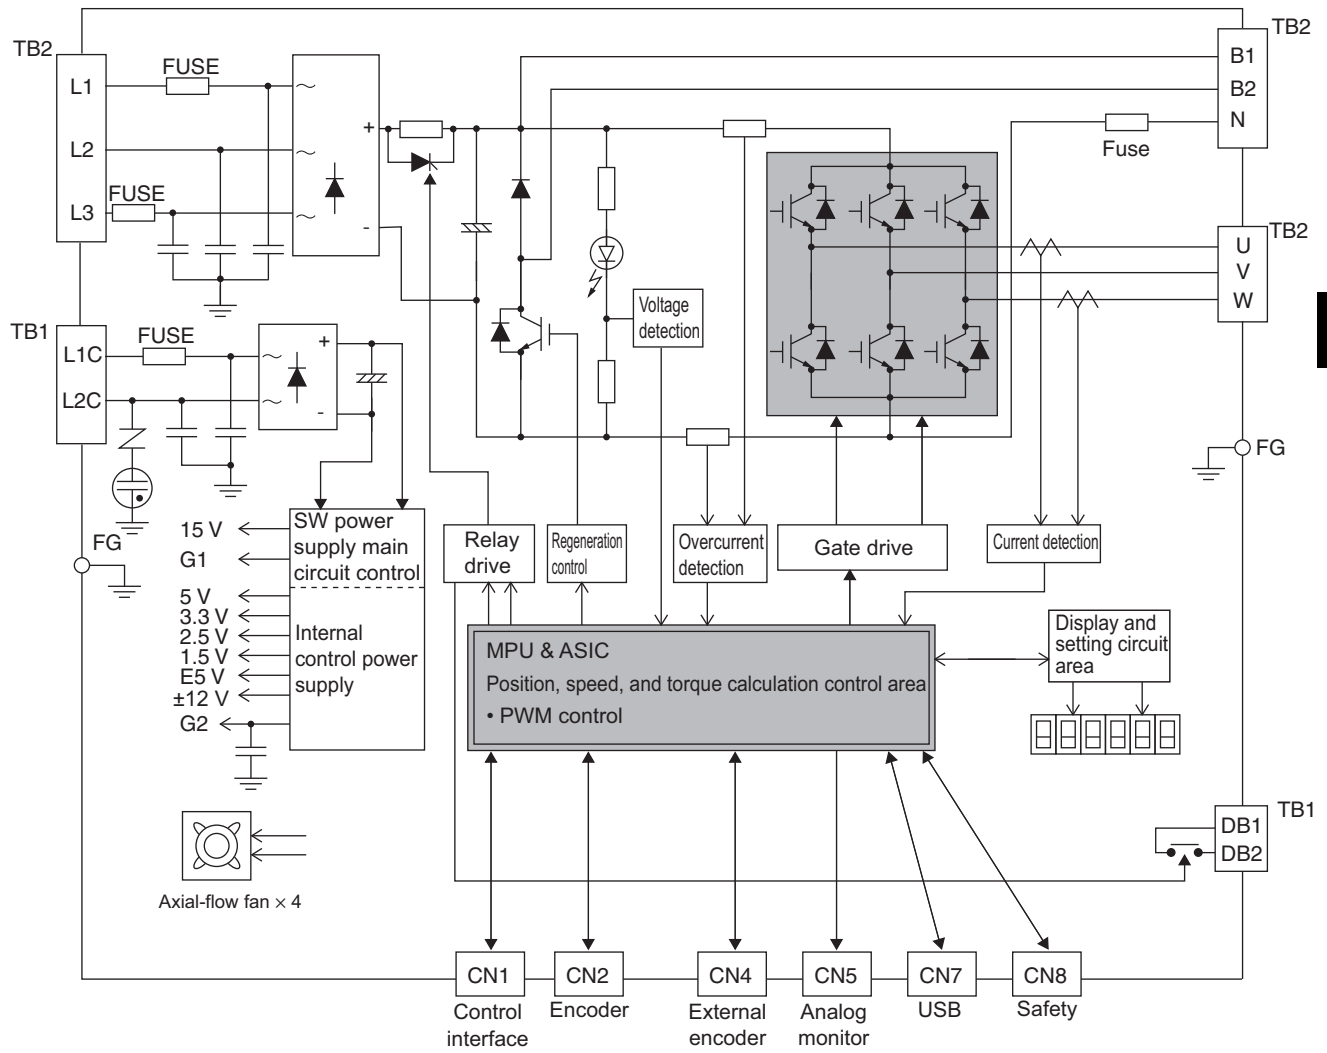 TB2
L1
FUSE
L2
FUSE
L3
+
-
TB2
B1
B2
N
Fuse
TB2
U
V
W
Voltage
detection
TB1
L1C
FUSE
L2C
+
-
FG
FG
15 V
G1
5 V
3.3 V
2.5 V
1.5 V
E5 V
±12 V
G2
SW power
supply main
circuit control
Internal
control power
supply
Relay
drive
Regeneration
control
Overcurrent
detection
Gate drive
Current detection
MPU & ASIC
Position, speed, and torque calculation control area
• PWM control
Display and
setting circuit
area
Axial-flow fan × 4
TB1
DB1
DB2
CN1
Control
interface
CN2
Encoder
CN4
External
encoder
CN5
Analog
monitor
CN7
USB
CN8
Safety